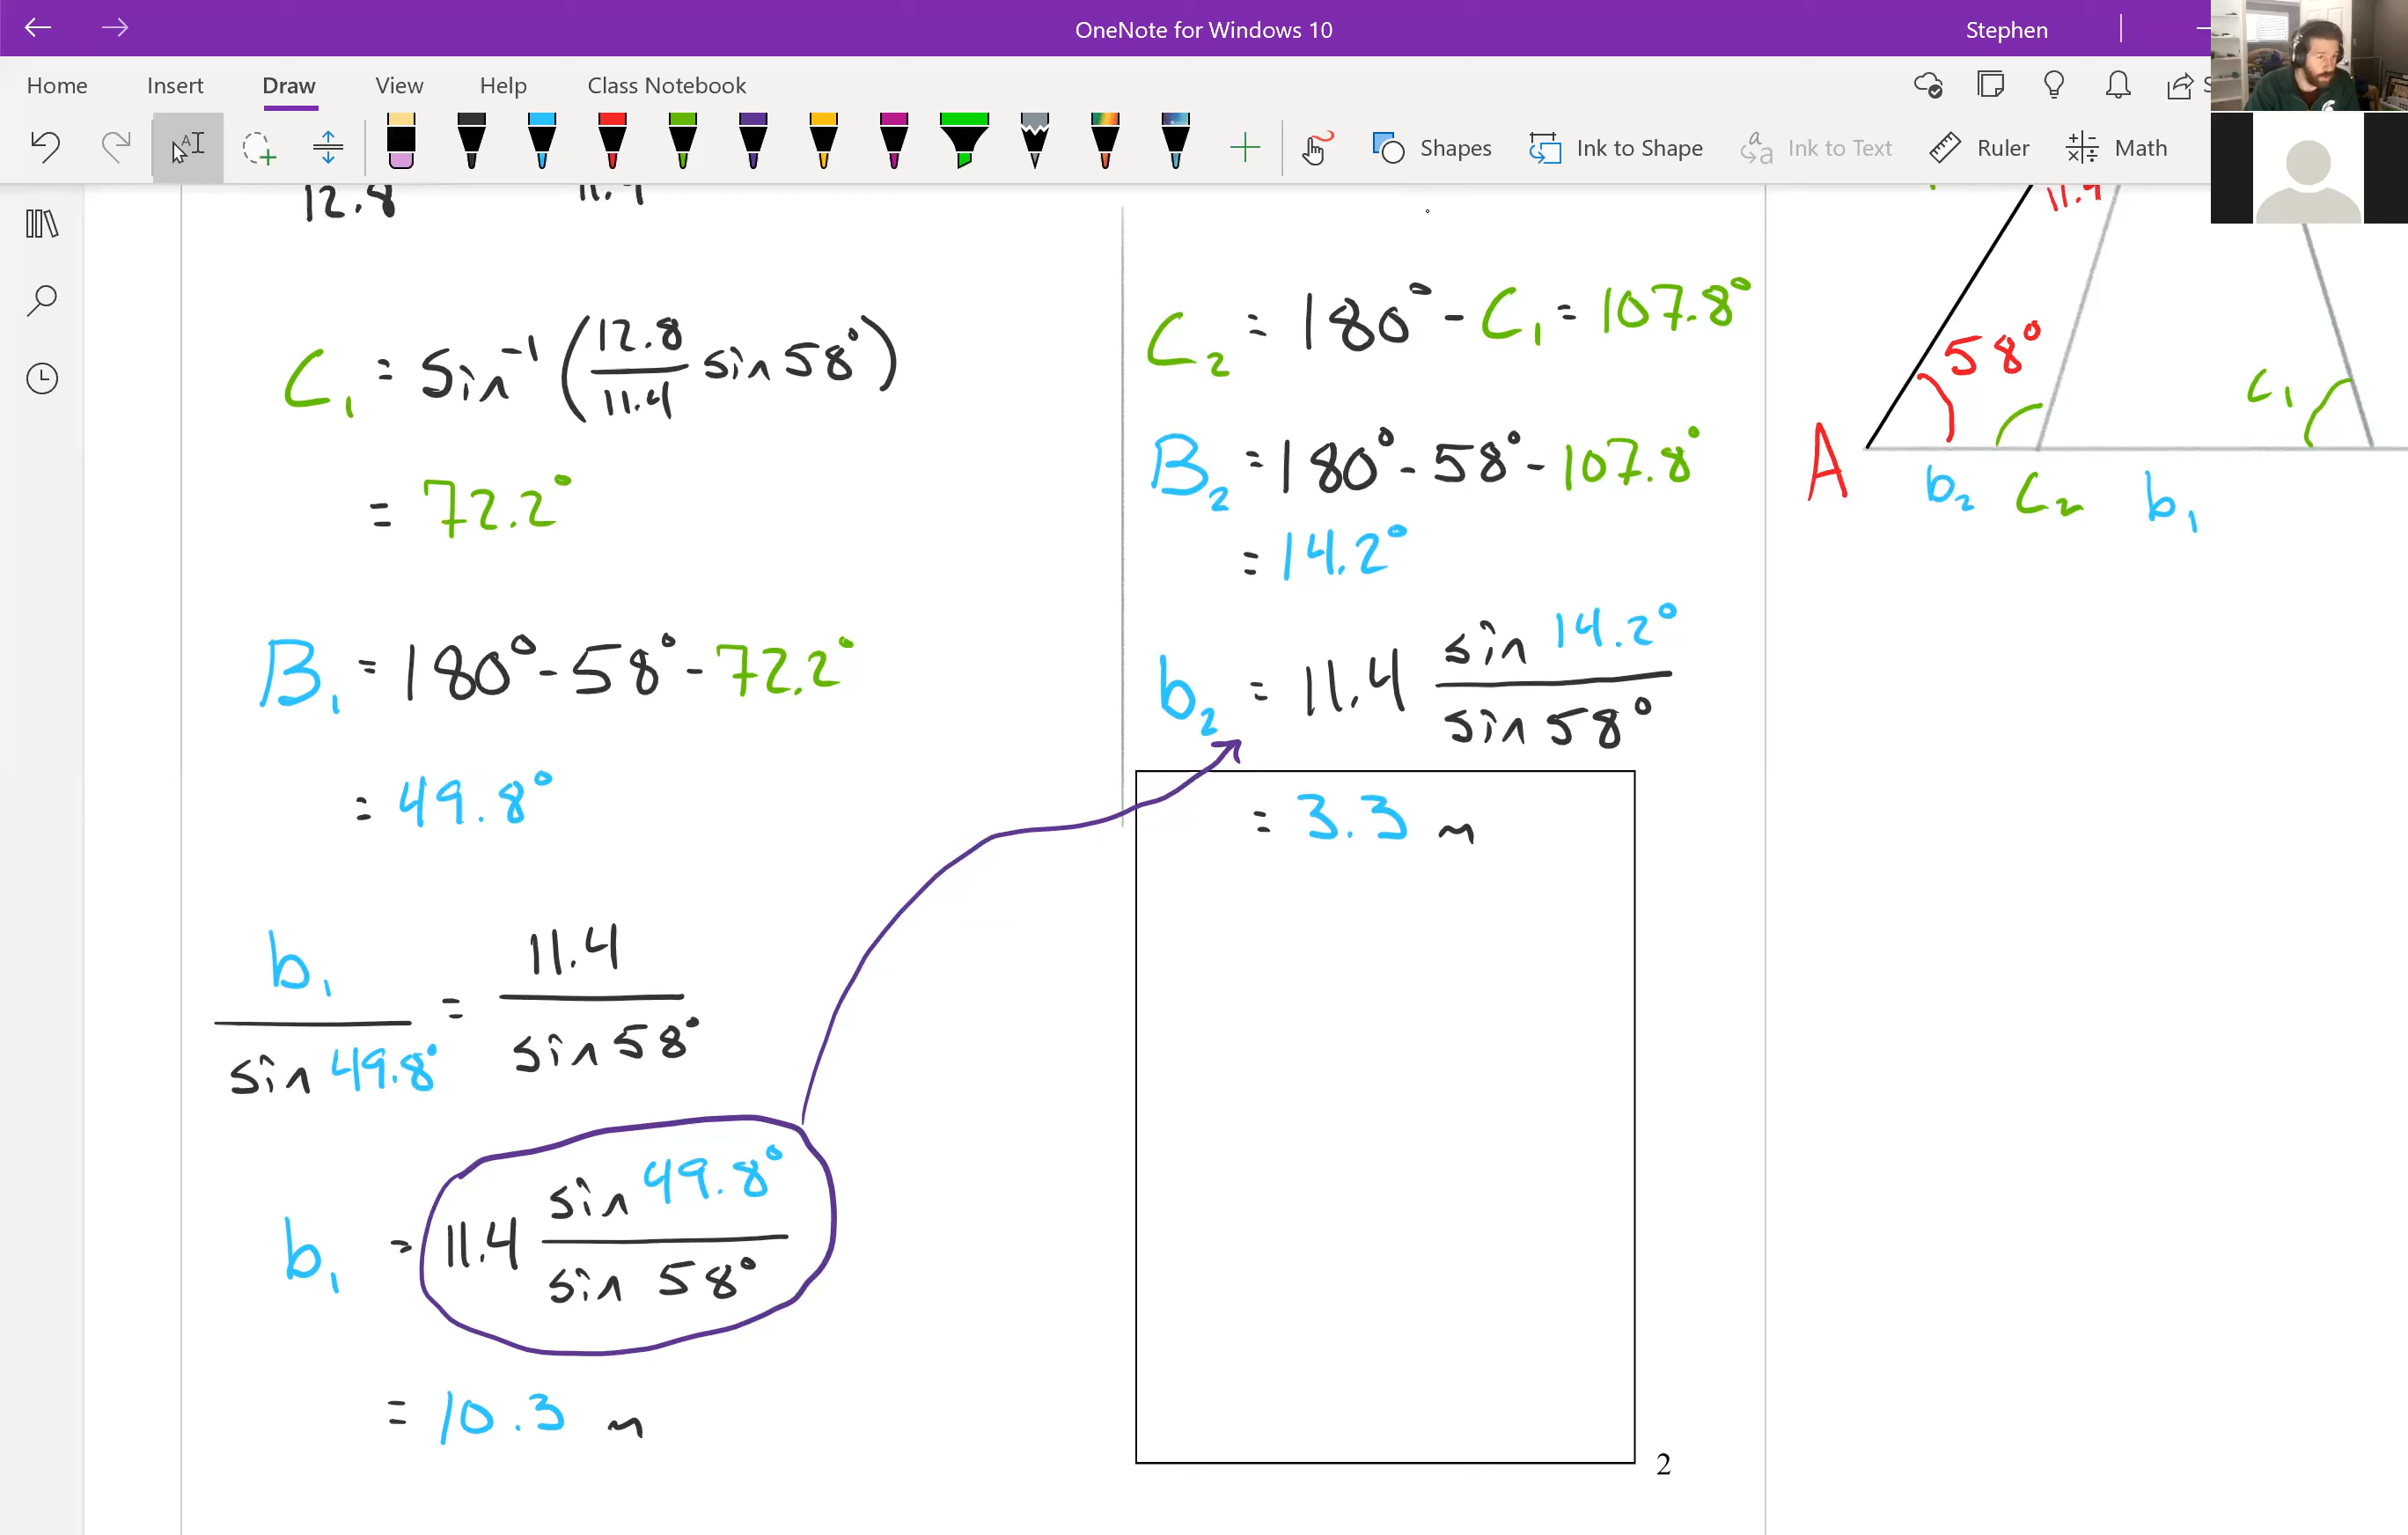 OneNote for Windows 10
Stephen
Home Insert Draw View Help Class Notebook
Shapes Ink to Shape Ink to Text Ruler Math
12.8 11.4
C₁ = sin⁻¹(12.8/11.4 sin 58°)
= 72.2°
B₁ = 180° - 58° - 72.2°
= 49.8°
b₁/sin 49.8° = 11.4/sin 58°
b₁ = 11.4 sin 49.8°/sin 58°
= 10.3 m
C₂ = 180° - C₁ = 107.8°
B₂ = 180° - 58° - 107.8°
= 14.2°
b₂ = 11.4 sin 14.2°/sin 58°
= 3.3 m
2
11.4
58°
C₁
A
b₂ C₂ b₁